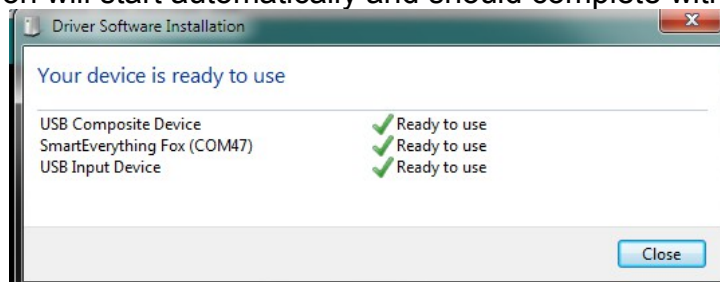 on will start automatically and should complete with
Driver Software Installation
Your device is ready to use
USB Composite Device Ready to use
SmartEverything Fox (COM47) Ready to use
USB Input Device Ready to use
Close